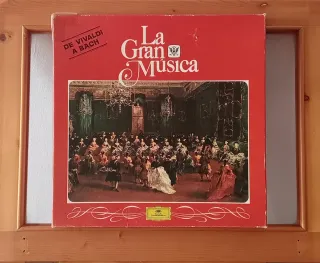 DE VIVALDI
A BACH
La
Gran
Música